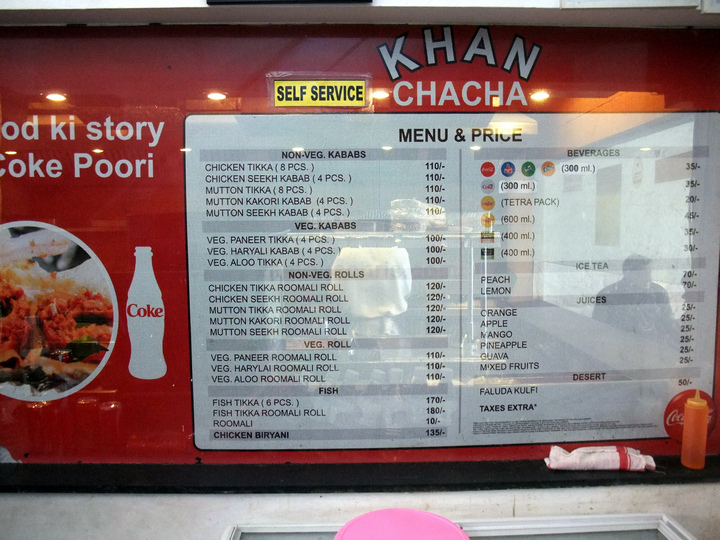 KHAN
CHACHA
SELF SERVICE
od ki story
Coke Poori
Coke
MENU & PRICE
NON-VEG. KABABS
CHICKEN TIKKA ( 8 PCS. ) 110/-
CHICKEN SEEKH KABAB ( 4 PCS. ) 110/-
MUTTON TIKKA ( 8 PCS. ) 110/-
MUTTON KAKORI KABAB (4 PCS. ) 110/-
MUTTON SEEKH KABAB ( 4 PCS. ) 110/-
VEG. KABABS
VEG. PANEER TIKKA ( 4 PCS. ) 100/-
VEG. HARYALI KABAB ( 4 PCS. ) 100/-
VEG. ALOO TIKKA ( 4 PCS. ) 100/-
NON-VEG. ROLLS
CHICKEN TIKKA ROOMALI ROLL 120/-
CHICKEN SEEKH ROOMALI ROLL 120/-
MUTTON TIKKA ROOMALI ROLL 120/-
MUTTON KAKORI ROOMALI ROLL 120/-
MUTTON SEEKH ROOMALI ROLL 120/-
VEG. ROLL
VEG. PANEER ROOMALI ROLL 110/-
VEG. HARYLAI ROOMALI ROLL 110/-
VEG. ALOO ROOMALI ROLL 110/-
FISH
FISH TIKKA ( 6 PCS. ) 170/-
FISH TIKKA ROOMALI ROLL 180/-
ROOMALI 10/-
CHICKEN BIRYANI 135/-
BEVERAGES
(300 ml.) 35/-
(300 ml.) 35/-
(TETRA PACK) 20/-
(600 ml.) 45/-
(400 ml.) 35/-
(400 ml.) 30/-
ICE TEA
PEACH 70/-
LEMON 70/-
JUICES
ORANGE 25/-
APPLE 25/-
MANGO 25/-
PINEAPPLE 25/-
GUAVA 25/-
MIXED FRUITS 25/-
DESERT
FALUDA KULFI 50/-
TAXES EXTRA*
Coca-Cola